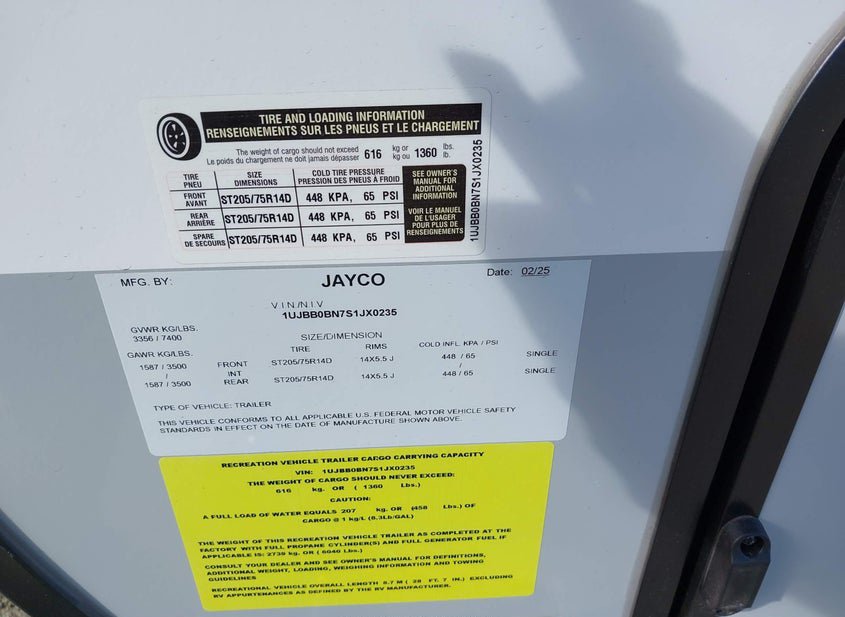 TIRE AND LOADING INFORMATION
RENSEIGNEMENTS SUR LES PNEUS ET LE CHARGEMENT
The weight of cargo should not exceed 616 kg or 1360 lbs.
Le poids du chargement ne doit jamais dépasser kg ou lb.
TIRE PNEU SIZE DIMENSIONS COLD TIRE PRESSURE PRESSION DES PNEUS À FROID
FRONT AVANT ST205/75R14D 448 KPA, 65 PSI
REAR ARRIÈRE ST205/75R14D 448 KPA, 65 PSI
SPARE DE SECOURS ST205/75R14D 448 KPA, 65 PSI
SEE OWNER'S
MANUAL FOR
ADDITIONAL
INFORMATION
VOIR LE MANUEL
DE L'USAGER
POUR PLUS DE
RENSEIGNEMENTS
1UJBB0BN7S1JX0235
MFG. BY: JAYCO Date: 02/25
V.I.N./N.I.V
1UJBB0BN7S1JX0235
GVWR KG/LBS.
3356 / 7400
SIZE/DIMENSION
GAWR KG/LBS. TIRE RIMS COLD INFL. KPA / PSI
1587 / 3500 FRONT ST205/75R14D 14X5.5 J 448 / 65 SINGLE
/ INT /
1587 / 3500 REAR ST205/75R14D 14X5.5 J 448 / 65 SINGLE
TYPE OF VEHICLE: TRAILER
THIS VEHICLE CONFORMS TO ALL APPLICABLE U.S. FEDERAL MOTOR VEHICLE SAFETY
STANDARDS IN EFFECT ON THE DATE OF MANUFACTURE SHOWN ABOVE.
RECREATION VEHICLE TRAILER CARGO CARRYING CAPACITY
VIN: 1UJBB0BN7S1JX0235
THE WEIGHT OF CARGO SHOULD NEVER EXCEED:
616 kg. OR ( 1360 Lbs.)
CAUTION:
A FULL LOAD OF WATER EQUALS 207 kg. OR (458 Lbs.) OF
CARGO @ 1 kg/L (8.3Lb/GAL)
THE WEIGHT OF THIS RECREATION VEHICLE TRAILER AS COMPLETED AT THE
FACTORY WITH FULL PROPANE CYLINDER(S) AND FULL GENERATOR FUEL IF
APPLICABLE IS: 2739 kg. OR ( 6040 Lbs.)
CONSULT YOUR DEALER AND SEE OWNER'S MANUAL FOR DEFINITIONS,
ADDITIONAL WEIGHT, LOADING, WEIGHING INFORMATION AND TOWING
GUIDELINES
RECREATIONAL VEHICLE OVERALL LENGTH 8.7 M ( 28 FT, 7 IN.) EXCLUDING
RV APPURTENANCES AS DEFINED BY THE RV MANUFACTURER.